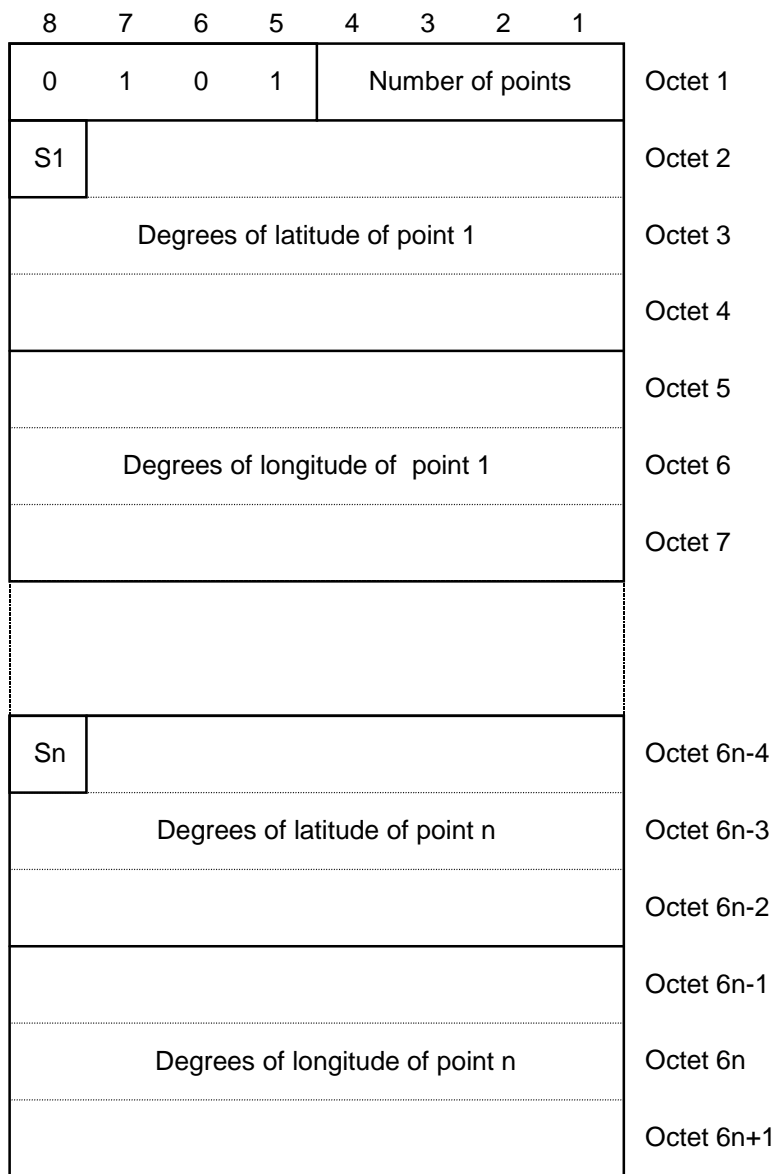 8 7 6 5 4 3 2 1
0 1 0 1 Number of points Octet 1
S1 Octet 2
Degrees of latitude of point 1 Octet 3
Octet 4
Octet 5
Degrees of longitude of point 1 Octet 6
Octet 7
Sn Octet 6n-4
Degrees of latitude of point n Octet 6n-3
Octet 6n-2
Octet 6n-1
Degrees of longitude of point n Octet 6n
Octet 6n+1